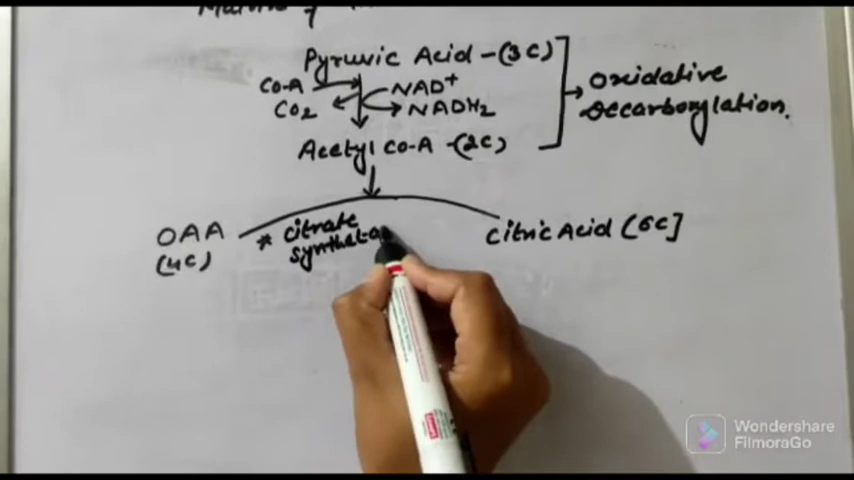 Pyruvic Acid-(3C)
Co-A
NAD+
CO2
NADH2
Oxidative
Decarboxylation.
Acetyl Co-A-(2C)
OAA
(4C)
* citrate
Citric Acid (6C]
Wondershare
FilmoraGo